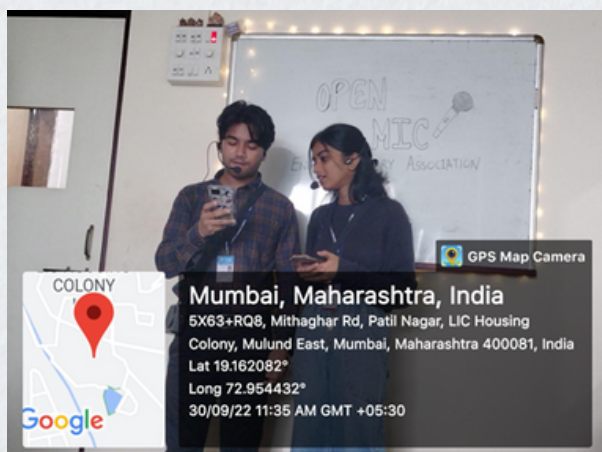 OPEN
MIC
ASSOCIATION
GPS Map Camera
COLONY
Google
Mumbai, Maharashtra, India
5X63+RQ8, Mithaghar Rd, Patil Nagar, LIC Housing
Colony, Mulund East, Mumbai, Maharashtra 400081, India
Lat 19.162082°
Long 72.954432°
30/09/22 11:35 AM GMT +05:30